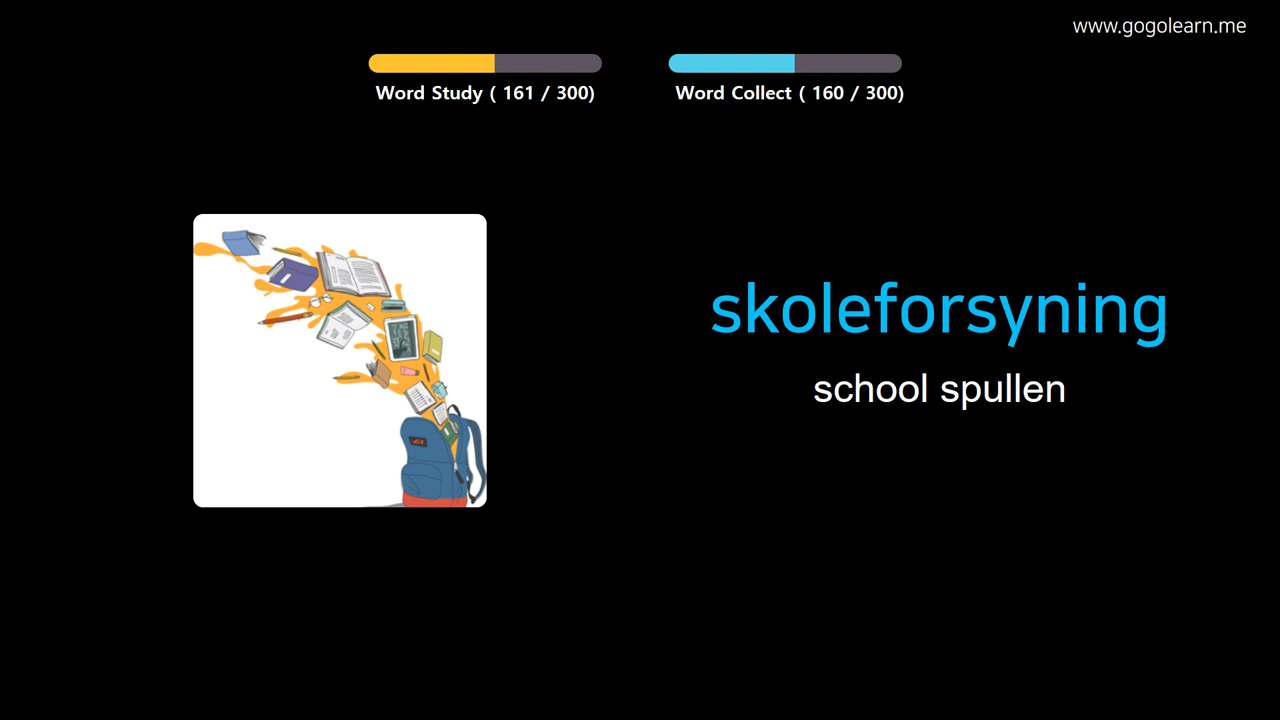 www.gogolearn.me
Word Study ( 161 / 300)
Word Collect ( 160 / 300)
skoleforsyning
school spullen